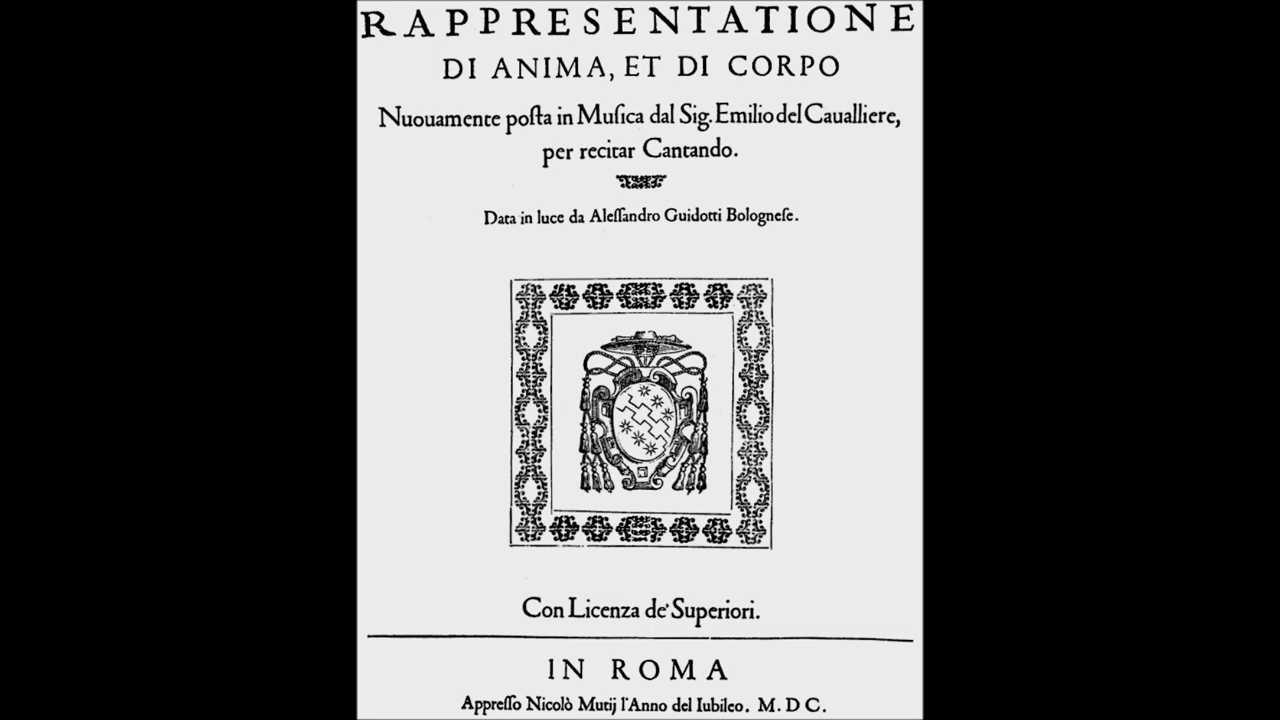 RAPPRESENTATIONE
DI ANIMA, ET DI CORPO
Nuouamente poſta in Muſica dal Sig. Emilio del Caualliere,
per recitar Cantando.
Data in luce da Aleſſandro Guidotti Bologneſe.
Con Licenza de' Superiori.
IN ROMA
Appreſſo Nicolò Mutij l'Anno del Iubileo. M. D C.